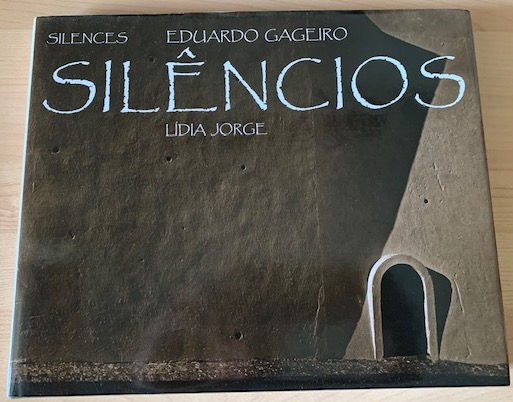 SILENCES EDUARDO GAGEIRO
SILÊNCIOS
LÍDIA JORGE